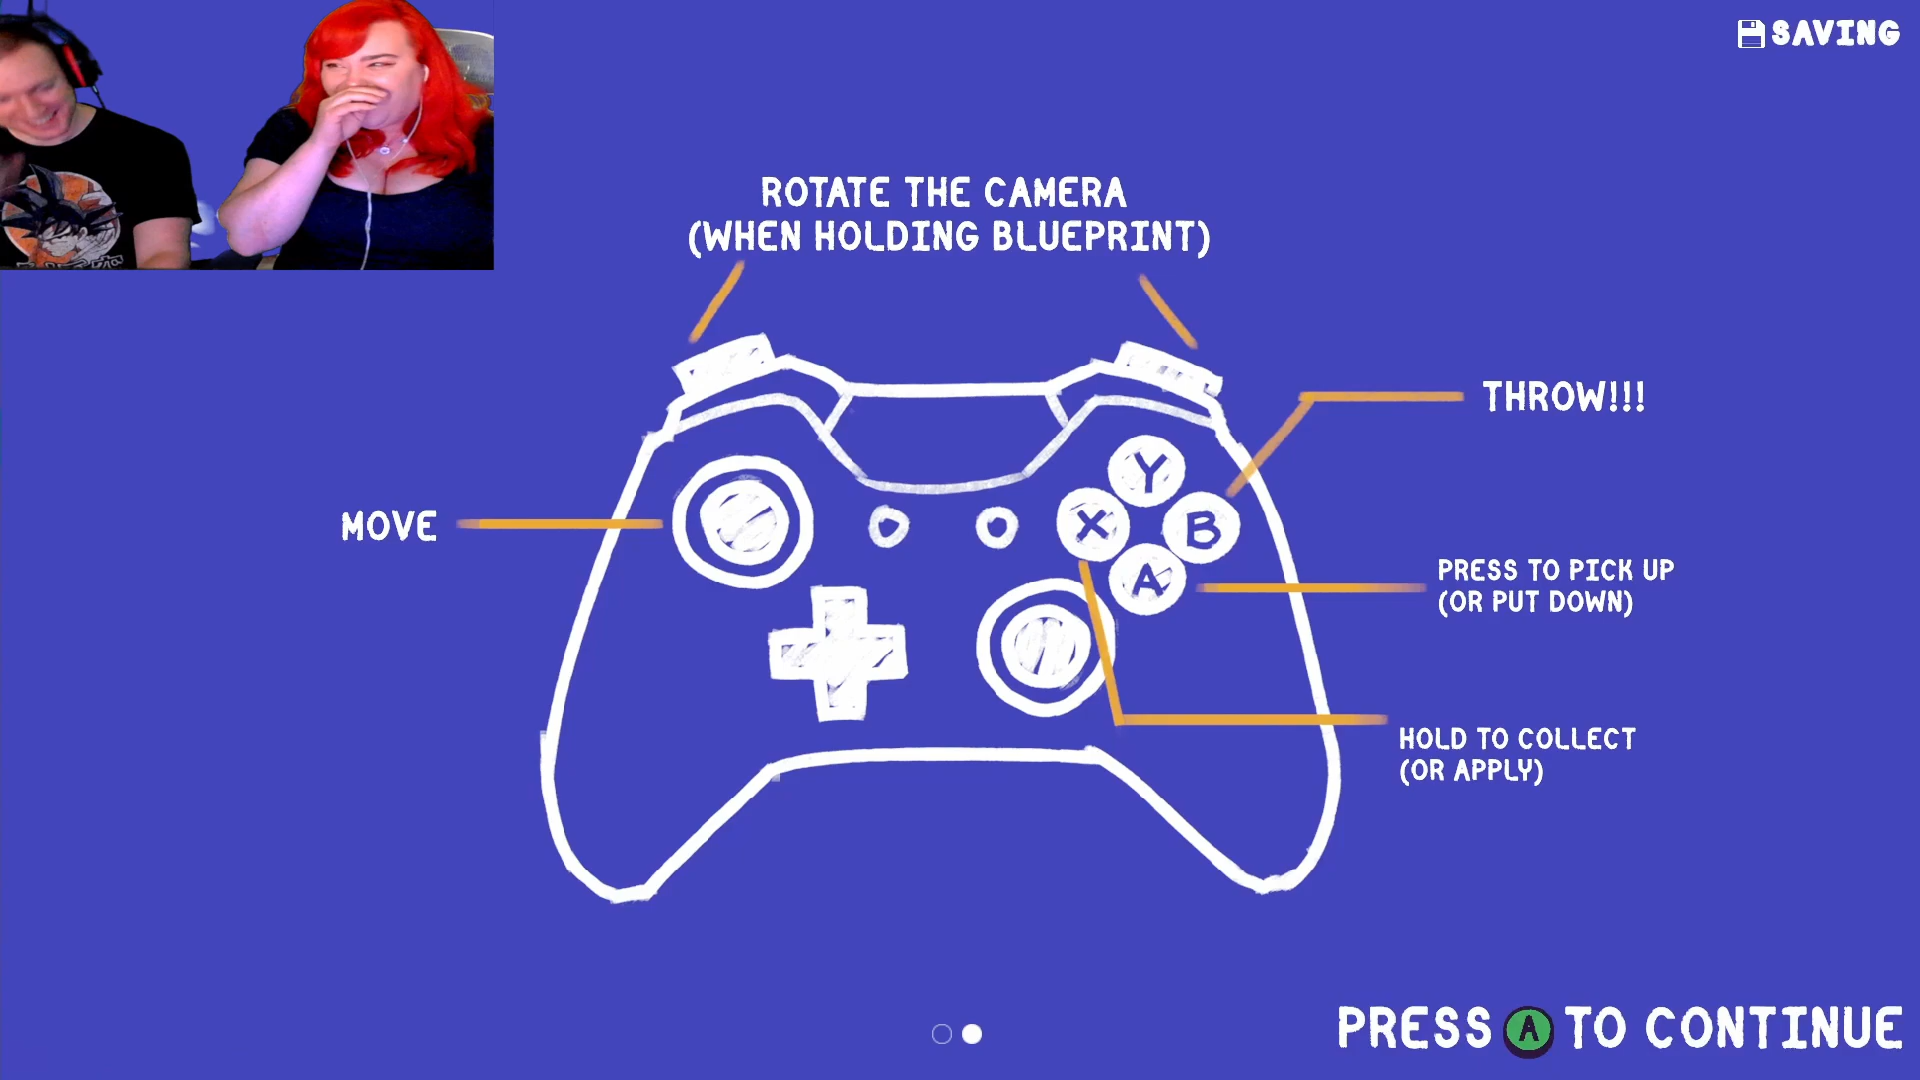 SAVING
ROTATE THE CAMERA
(WHEN HOLDING BLUEPRINT)
THROW!!!
MOVE
Y
X
B
A
PRESS TO PICK UP
(OR PUT DOWN)
HOLD TO COLLECT
(OR APPLY)
PRESS A TO CONTINUE